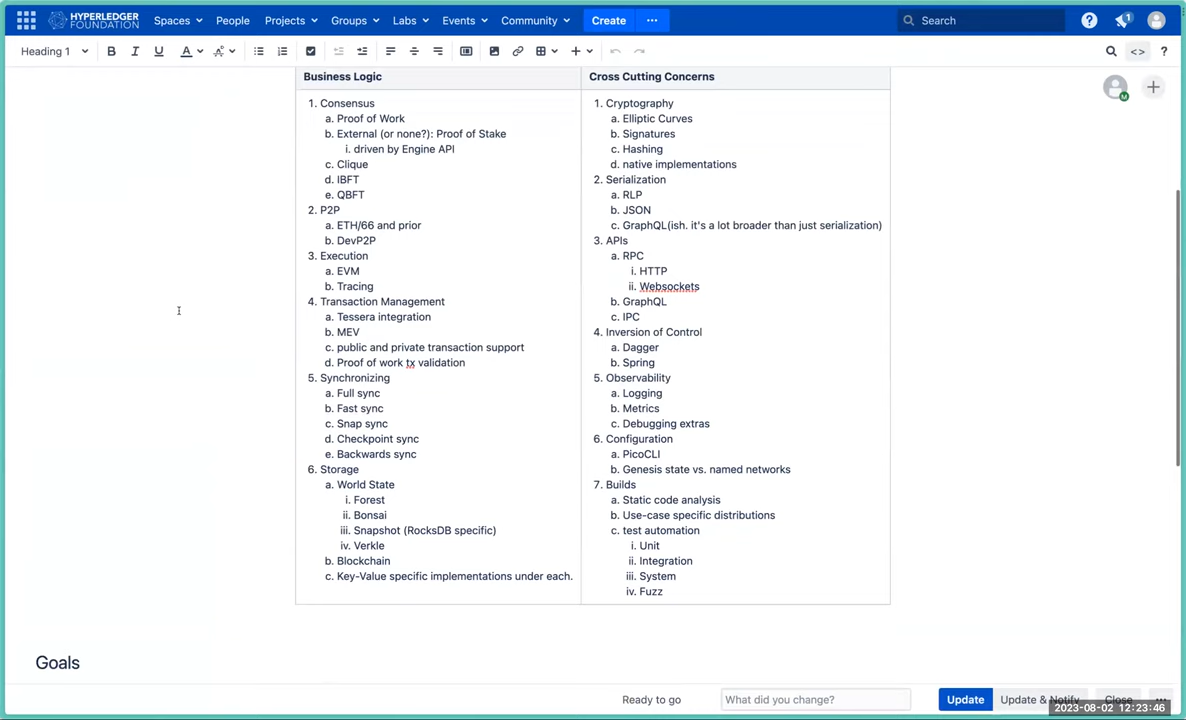 HYPERLEDGER FOUNDATION Spaces People Projects Groups Labs Events Community Create ... Search ? 1
Heading 1 B I U A <> ?
Business Logic
1. Consensus
a. Proof of Work
b. External (or none?): Proof of Stake
i. driven by Engine API
c. Clique
d. IBFT
e. QBFT
2. P2P
a. ETH/66 and prior
b. DevP2P
3. Execution
a. EVM
b. Tracing
4. Transaction Management
a. Tessera integration
b. MEV
c. public and private transaction support
d. Proof of work tx validation
5. Synchronizing
a. Full sync
b. Fast sync
c. Snap sync
d. Checkpoint sync
e. Backwards sync
6. Storage
a. World State
i. Forest
ii. Bonsai
iii. Snapshot (RocksDB specific)
iv. Verkle
b. Blockchain
c. Key-Value specific implementations under each.
Cross Cutting Concerns
1. Cryptography
a. Elliptic Curves
b. Signatures
c. Hashing
d. native implementations
2. Serialization
a. RLP
b. JSON
c. GraphQL(ish. it's a lot broader than just serialization)
3. APIs
a. RPC
i. HTTP
ii. Websockets
b. GraphQL
c. IPC
4. Inversion of Control
a. Dagger
b. Spring
5. Observability
a. Logging
b. Metrics
c. Debugging extras
6. Configuration
a. PicoCLI
b. Genesis state vs. named networks
7. Builds
a. Static code analysis
b. Use-case specific distributions
c. test automation
i. Unit
ii. Integration
iii. System
iv. Fuzz
M
Goals
Ready to go What did you change? Update Update & Notify Close ...
2023-08-02 12:23:46